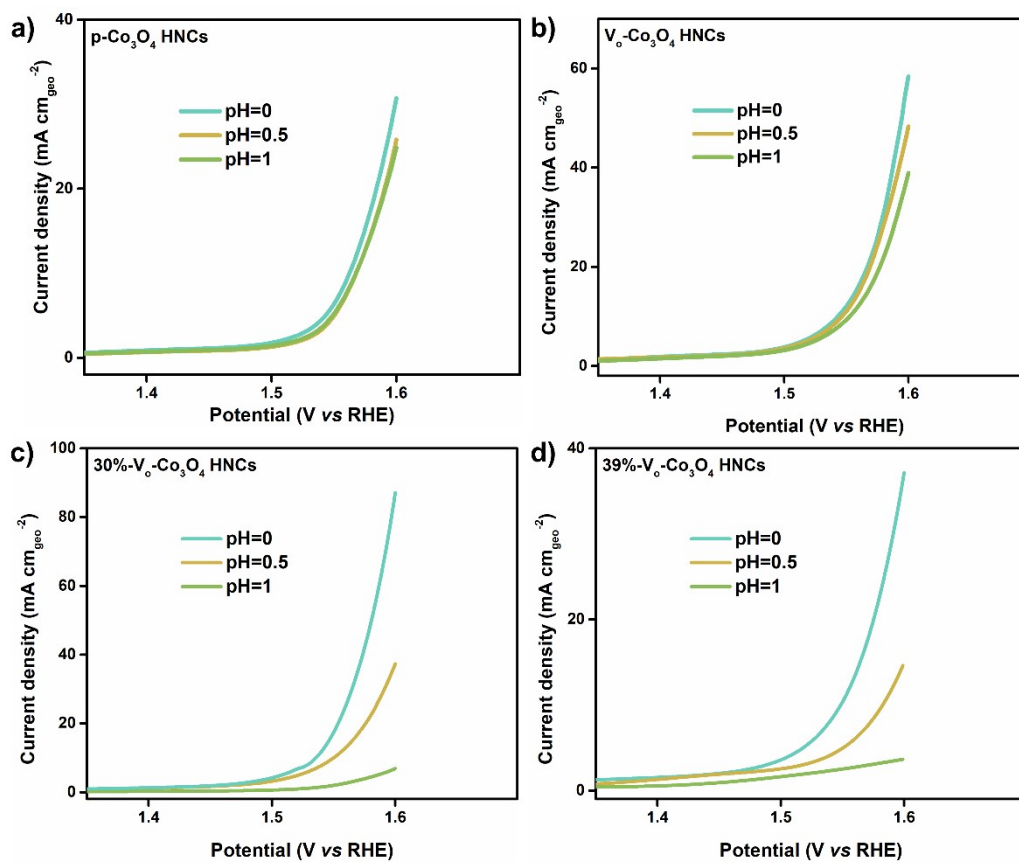 a)
p-Co₃O₄ HNCs
pH=0
pH=0.5
pH=1
40
20
0
1.4 1.5 1.6
Current density (mA cm_geo⁻²)
Potential (V vs RHE)
b)
Vₒ-Co₃O₄ HNCs
pH=0
pH=0.5
pH=1
60
40
20
0
1.4 1.5 1.6
Current density (mA cm_geo⁻²)
Potential (V vs RHE)
c)
30%-Vₒ-Co₃O₄ HNCs
pH=0
pH=0.5
pH=1
100
80
60
40
20
0
1.4 1.5 1.6
Current density (mA cm_geo⁻²)
Potential (V vs RHE)
d)
39%-Vₒ-Co₃O₄ HNCs
pH=0
pH=0.5
pH=1
40
20
0
1.4 1.5 1.6
Current density (mA cm_geo⁻²)
Potential (V vs RHE)